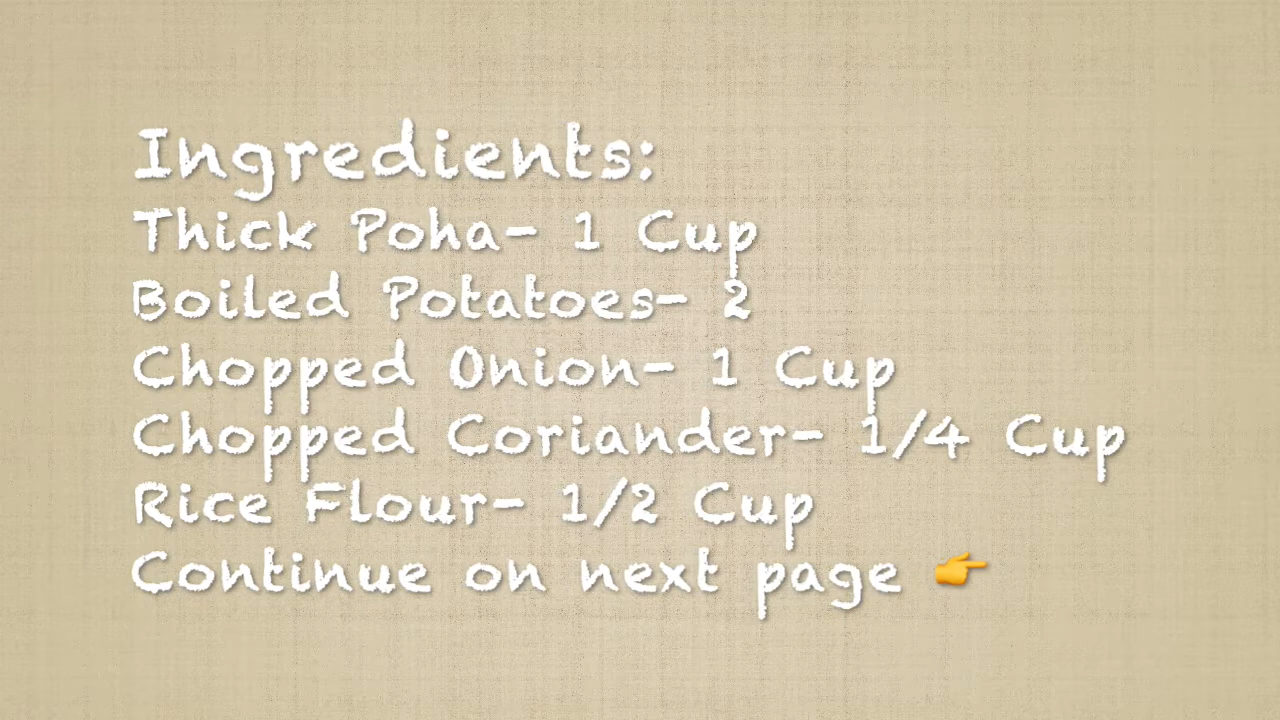 Ingredients:
Thick Poha- 1 Cup
Boiled Potatoes- 2
Chopped Onion- 1 Cup
Chopped Coriander- 1/4 Cup
Rice Flour- 1/2 Cup
Continue on next page 👉